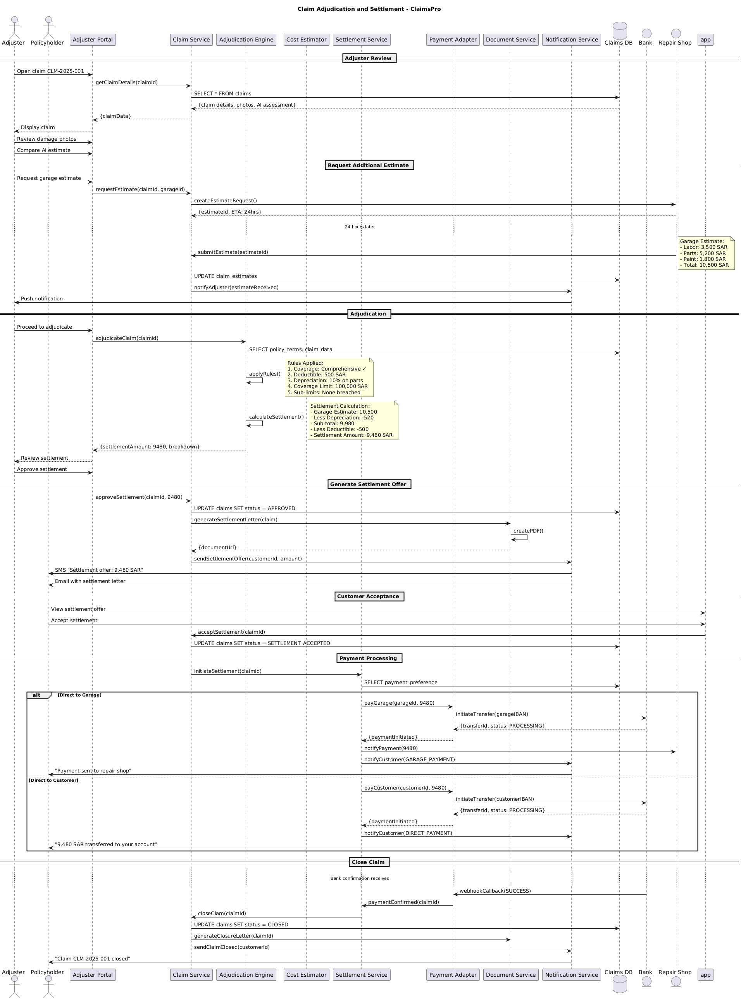 Claim Adjudication and Settlement - ClaimsPro
Adjuster
Policyholder
Adjuster Portal
Claim Service
Adjudication Engine
Cost Estimator
Settlement Service
Payment Adapter
Document Service
Notification Service
Claims DB
Bank
Repair Shop
app
Adjuster Review
Open claim CLM-2025-001
getClaimDetails(claimId)
SELECT * FROM claims
{claim details, photos, AI assessment}
{claimData}
Display claim
Review damage photos
Compare AI estimate
Request Additional Estimate
Request garage estimate
requestEstimate(claimId, garageId)
createEstimateRequest()
{estimateId, ETA: 24hrs}
24 hours later
submitEstimate(estimateId)
Garage Estimate:
- Labor: 3,500 SAR
- Parts: 5,200 SAR
- Paint: 1,800 SAR
- Total: 10,500 SAR
UPDATE claim_estimates
notifyAdjuster(estimateReceived)
Push notification
Adjudication
Proceed to adjudicate
adjudicateClaim(claimId)
SELECT policy_terms, claim_data
applyRules()
Rules Applied:
1. Coverage: Comprehensive ✓
2. Deductible: 500 SAR
3. Depreciation: 10% on parts
4. Coverage Limit: 100,000 SAR
5. Sub-limits: None breached
calculateSettlement()
Settlement Calculation:
- Garage Estimate: 10,500
- Less Depreciation: -520
- Sub-total: 9,980
- Less Deductible: -500
- Settlement Amount: 9,480 SAR
{settlementAmount: 9480, breakdown}
Review settlement
Approve settlement
Generate Settlement Offer
approveSettlement(claimId, 9480)
UPDATE claims SET status = APPROVED
generateSettlementLetter(claim)
createPDF()
{documentUrl}
sendSettlementOffer(customerId, amount)
SMS "Settlement offer: 9,480 SAR"
Email with settlement letter
Customer Acceptance
View settlement offer
Accept settlement
acceptSettlement(claimId)
UPDATE claims SET status = SETTLEMENT_ACCEPTED
Payment Processing
initiateSettlement(claimId)
SELECT payment_preference
alt [Direct to Garage]
payGarage(garageId, 9480)
initiateTransfer(garageIBAN)
{transferId, status: PROCESSING}
{paymentInitiated}
notifyPayment(9480)
notifyCustomer(GARAGE_PAYMENT)
"Payment sent to repair shop"
[Direct to Customer]
payCustomer(customerId, 9480)
initiateTransfer(customerIBAN)
{transferId, status: PROCESSING}
{paymentInitiated}
notifyCustomer(DIRECT_PAYMENT)
"9,480 SAR transferred to your account"
Close Claim
Bank confirmation received
webhookCallback(SUCCESS)
paymentConfirmed(claimId)
closeClam(claimId)
UPDATE claims SET status = CLOSED
generateClosureLetter(claimId)
sendClaimClosed(customerId)
"Claim CLM-2025-001 closed"
Adjuster
Policyholder
Adjuster Portal
Claim Service
Adjudication Engine
Cost Estimator
Settlement Service
Payment Adapter
Document Service
Notification Service
Claims DB
Bank
Repair Shop
app